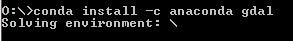 O:\>conda install -c anaconda gdal
Solving environment: \